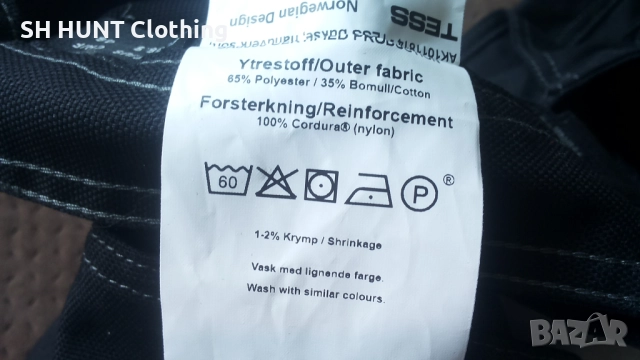 SH HUNT Clothing
Norwegian Design
TESS
Ytrestoff/Outer fabric
65% Polyester / 35% Bomull/Cotton
Forsterkning/Reinforcement
100% Cordura® (nylon)
60 P ®
1-2% Krymp / Shrinkage
Vask med lignende farge.
Wash with similar colours.
BAZAR